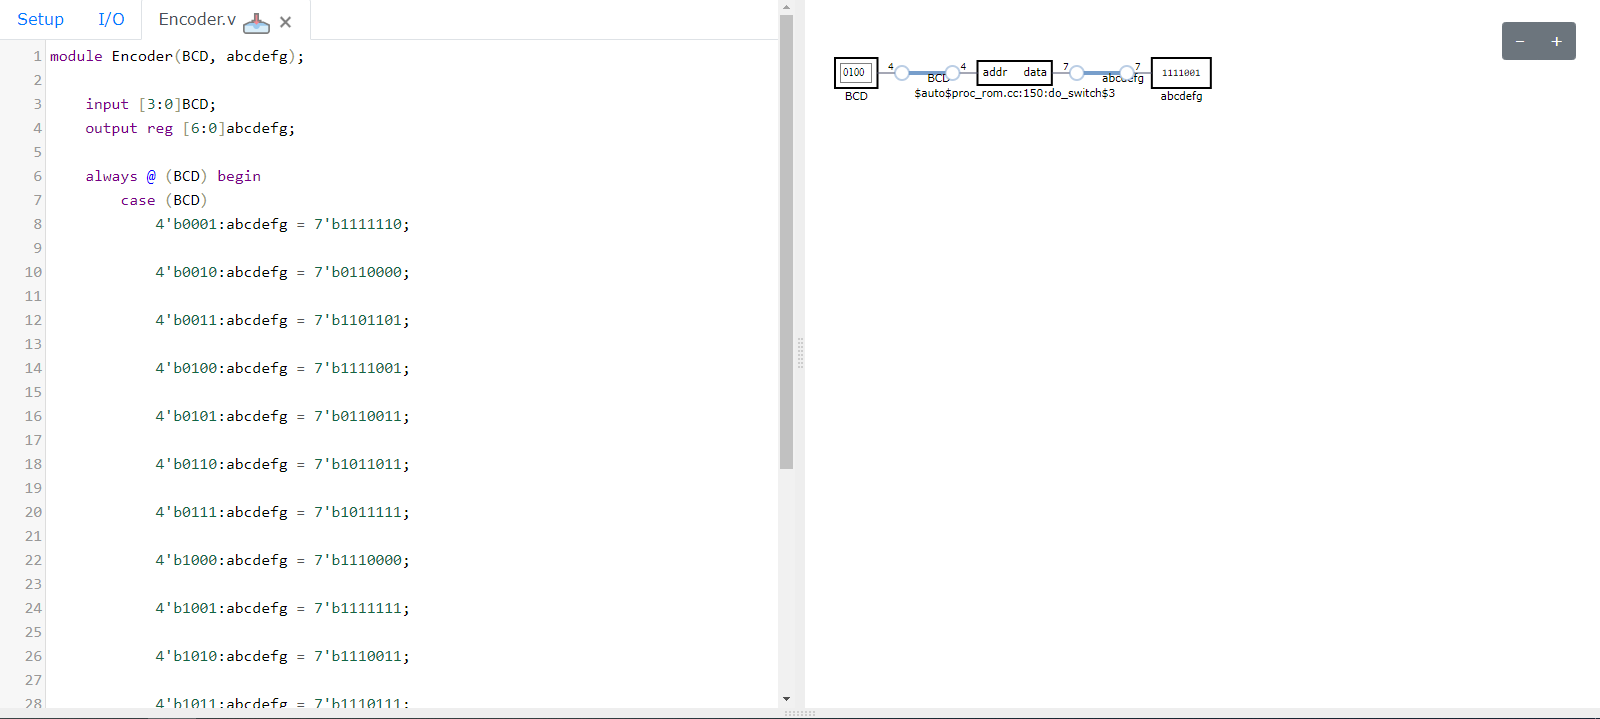 Setup I/O Encoder.v
1 module Encoder(BCD, abcdefg);
2
3 input [3:0]BCD;
4 output reg [6:0]abcdefg;
5
6 always @ (BCD) begin
7 case (BCD)
8 4'b0001:abcdefg = 7'b1111110;
9
10 4'b0010:abcdefg = 7'b0110000;
11
12 4'b0011:abcdefg = 7'b1101101;
13
14 4'b0100:abcdefg = 7'b1111001;
15
16 4'b0101:abcdefg = 7'b0110011;
17
18 4'b0110:abcdefg = 7'b1011011;
19
20 4'b0111:abcdefg = 7'b1011111;
21
22 4'b1000:abcdefg = 7'b1110000;
23
24 4'b1001:abcdefg = 7'b1111111;
25
26 4'b1010:abcdefg = 7'b1110011;
27
28 4'b1011:abcdefg = 7'b1110111;
− +
0100 4 BCD 4 addr data 7 abcdefg 7 1111001
BCD $auto$proc_rom.cc:150:do_switch$3 abcdefg